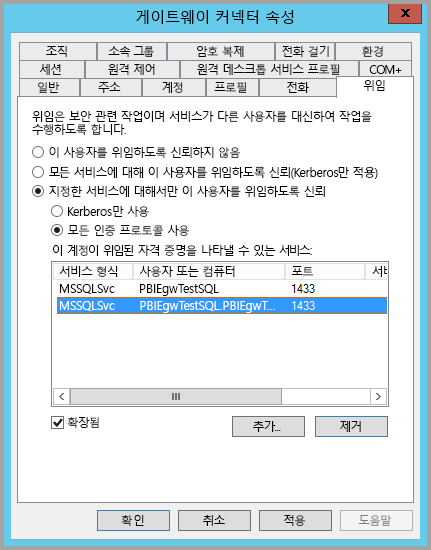 게이트웨이 커넥터 속성
x
조직 소속 그룹 암호 복제 전화 걸기 환경
세션 원격 제어 원격 데스크톱 서비스 프로필 COM+
일반 주소 계정 프로필 전화 위임
위임은 보안 관련 작업이며 서비스가 다른 사용자를 대신하여 작업을
수행하도록 합니다.
이 사용자를 위임하도록 신뢰하지 않음
모든 서비스에 대해 이 사용자를 위임하도록 신뢰(Kerberos만 적용)
지정한 서비스에 대해서만 이 사용자를 위임하도록 신뢰
Kerberos만 사용
모든 인증 프로토콜 사용
이 계정이 위임된 자격 증명을 나타낼 수 있는 서비스:
서비스 형식 사용자 또는 컴퓨터 포트
MSSQLSvc PBIEgwTestSQL 1433
MSSQLSvc PBIEgwTestSQL.PBIEgwT... 1433
확장됨 추가... 제거
확인 취소 적용 도움말